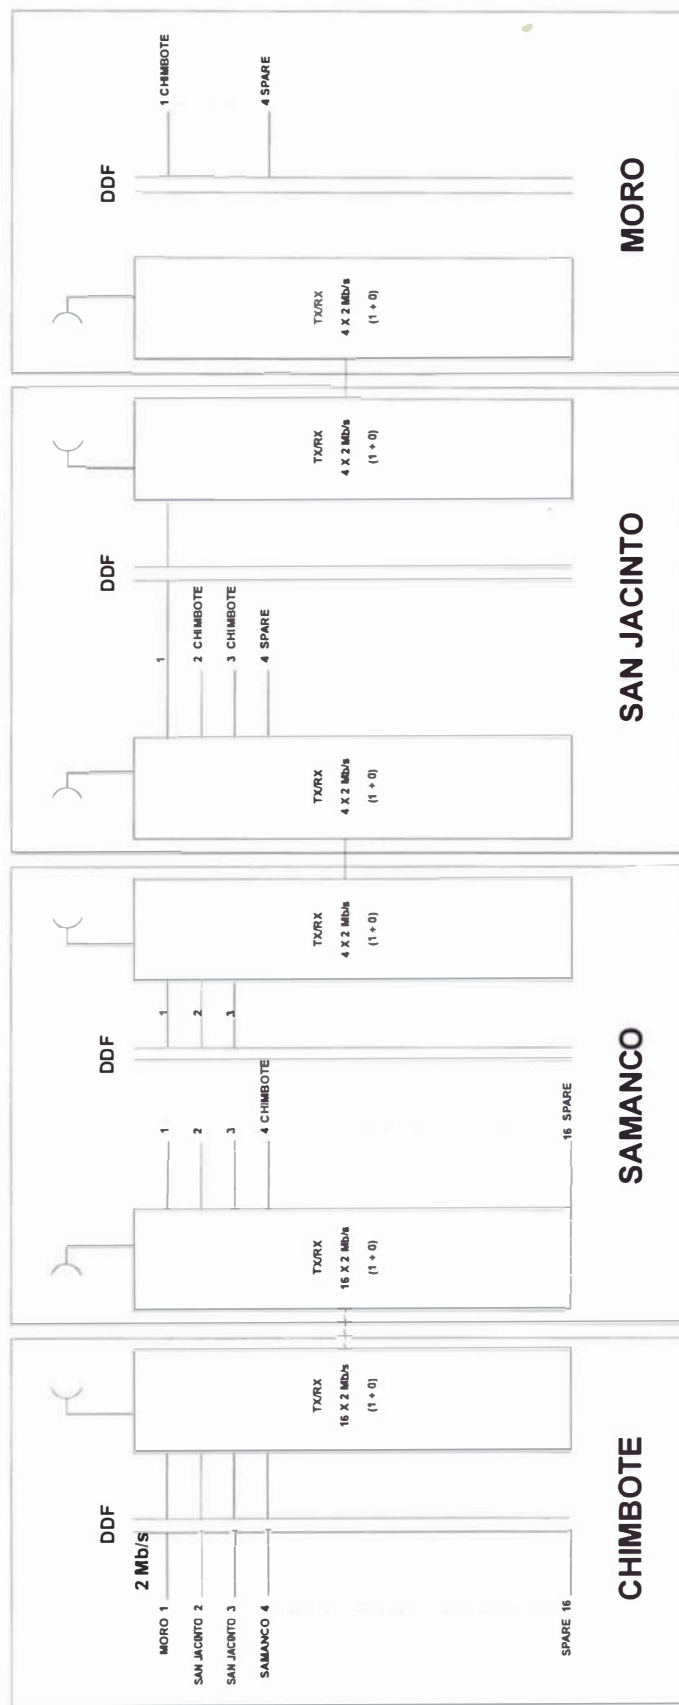 CHIMBOTE
DDF
2 Mb/s
MORO 1
SAN JACINTO 2
SAN JACINTO 3
SAMANCO 4
SPARE 16
TX/RX
16 X 2 Mb/s
(1 + 0)
SAMANCO
TX/RX
16 X 2 Mb/s
(1 + 0)
1
2
3
4 CHIMBOTE
16 SPARE
DDF
1
2
3
TX/RX
4 X 2 Mb/s
(1 + 0)
SAN JACINTO
TX/RX
4 X 2 Mb/s
(1 + 0)
1
2 CHIMBOTE
3 CHIMBOTE
4 SPARE
DDF
TX/RX
4 X 2 Mb/s
(1 + 0)
MORO
TX/RX
4 X 2 Mb/s
(1 + 0)
DDF
1 CHIMBOTE
4 SPARE